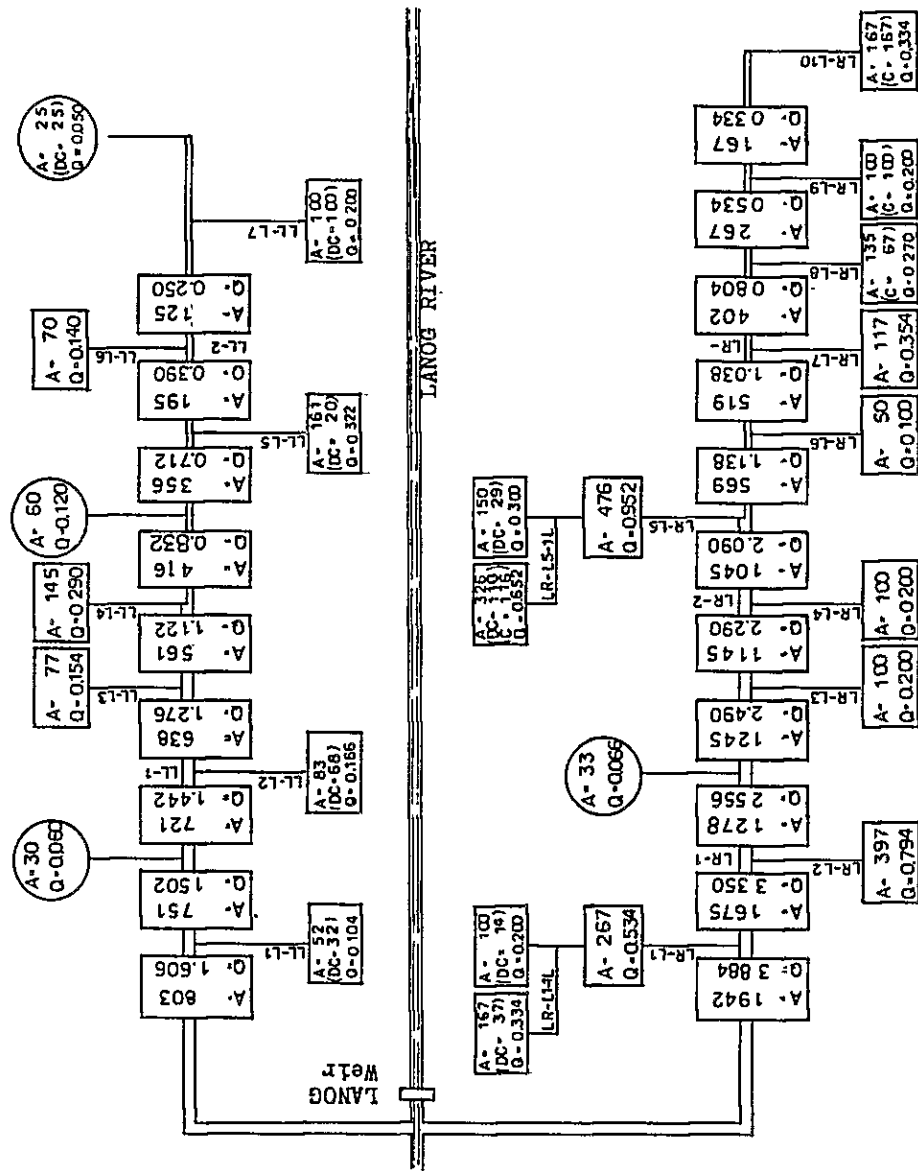 A= 25
(DC= 25)
Q= 0.050
A= 100
(DC=100)
Q= 0.200
LL-L7
Q= 0.250
A= 125
A= 70
Q=0.140
LL-L6
LL-2
Q= 0.390
A= 195
A= 161
(DC= 20)
Q=0.322
LL-L5
Q= 0.712
A= 356
A= 60
Q=0.120
Q= 0.832
A= 416
A= 145
Q=0.290
LL-L4
Q= 1.122
A= 561
A= 77
Q=0.154
LL-L3
Q= 1.276
A= 638
LL-1
A= 83
(DC=68)
Q= 0.166
LL-L2
Q= 1.442
A= 721
A=30
Q=0.060
Q= 1.502
A= 751
A= 52
(DC=32)
Q=0.104
LL-L1
Q= 1.606
A= 803
LANOG RIVER
LANOG
Weir
A= 167
(C= 167)
Q=0.334
LR-L10
Q= 0.334
A= 167
A= 100
(C= 100)
Q=0.200
LR-L9
Q= 0.534
A= 267
A= 135
(C= 67)
Q=0.270
LR-L8
Q= 0.804
A= 402
LR-
A= 117
Q=0.354
LR-L7
Q= 1.038
A= 519
A= 50
Q=0.100
LR-L6
Q= 1.138
A= 569
A= 150
(DC= 29)
Q= 0.300
A= 326
(DC= 110)
C= 116
Q=0.652
LR-L5-1L
A= 476
Q=0.952
LR-L5
Q= 2.090
A= 1045
LR-2
A= 100
Q=0.200
LR-L4
Q= 2.290
A= 1145
A= 100
Q=0.200
LR-L3
Q= 2.490
A= 1245
A= 33
Q=0.066
Q= 2.556
A= 1278
LR-1
A= 397
Q=0.794
LR-L2
Q= 3.350
A= 1675
A= 100
(DC= 14)
Q=0.200
A= 167
(DC= 37)
Q=0.334
LR-L1-1L
A= 267
Q=0.534
LR-L1
Q= 3.884
A= 1942